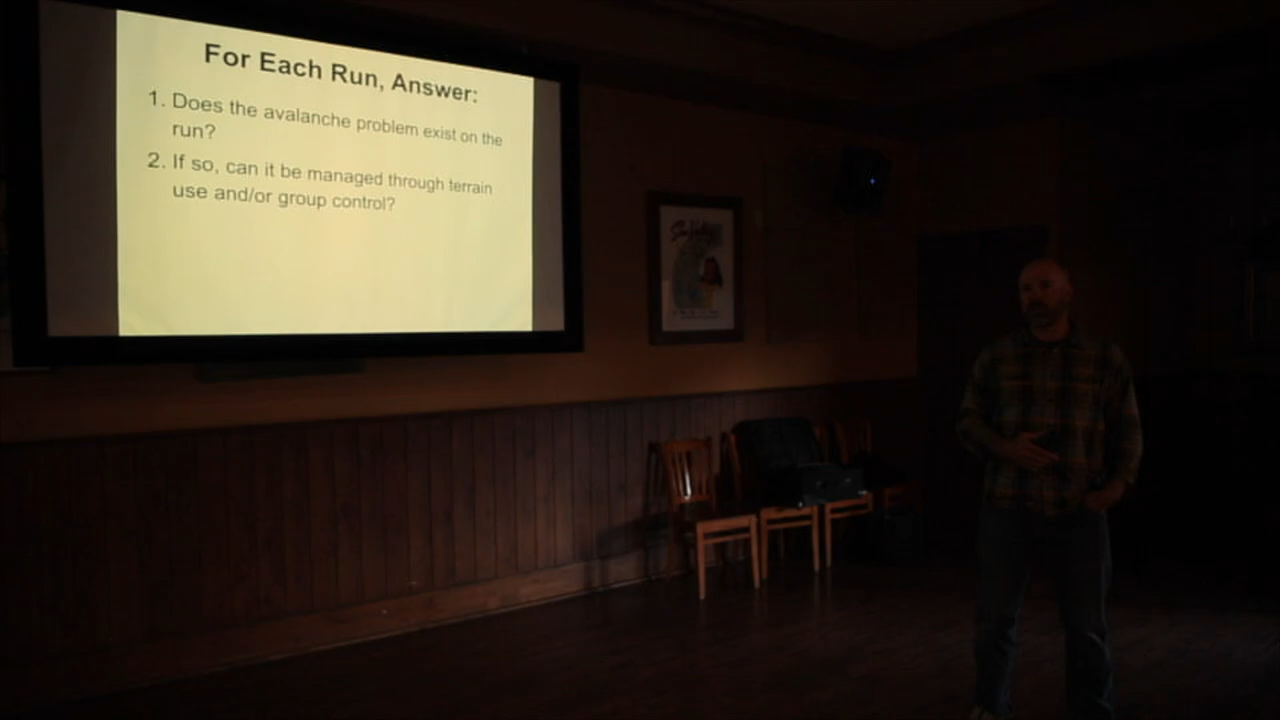 For Each Run, Answer:
1. Does the avalanche problem exist on the
run?
2. If so, can it be managed through terrain
use and/or group control?